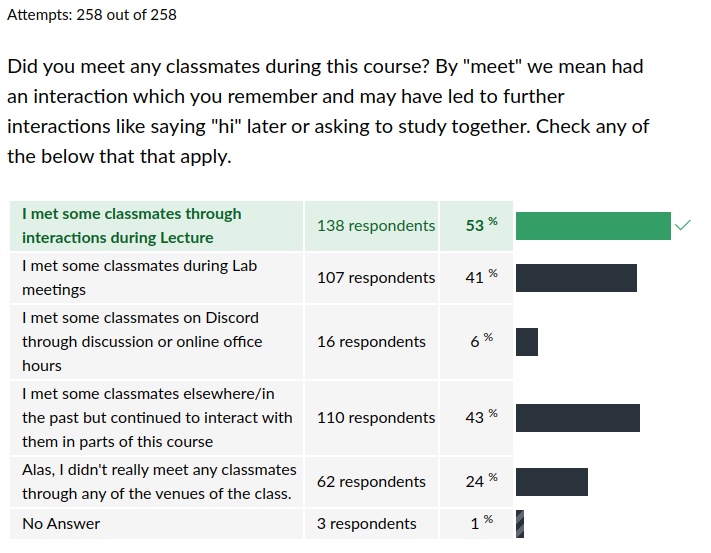 Attempts: 258 out of 258
Did you meet any classmates during this course? By "meet" we mean had
an interaction which you remember and may have led to further
interactions like saying "hi" later or asking to study together. Check any of
the below that that apply.
I met some classmates through
interactions during Lecture
138 respondents
53 %
I met some classmates during Lab
meetings
107 respondents
41 %
I met some classmates on Discord
through discussion or online office
hours
16 respondents
6 %
I met some classmates elsewhere/in
the past but continued to interact with
them in parts of this course
110 respondents
43 %
Alas, I didn't really meet any classmates
through any of the venues of the class.
62 respondents
24 %
No Answer
3 respondents
1 %